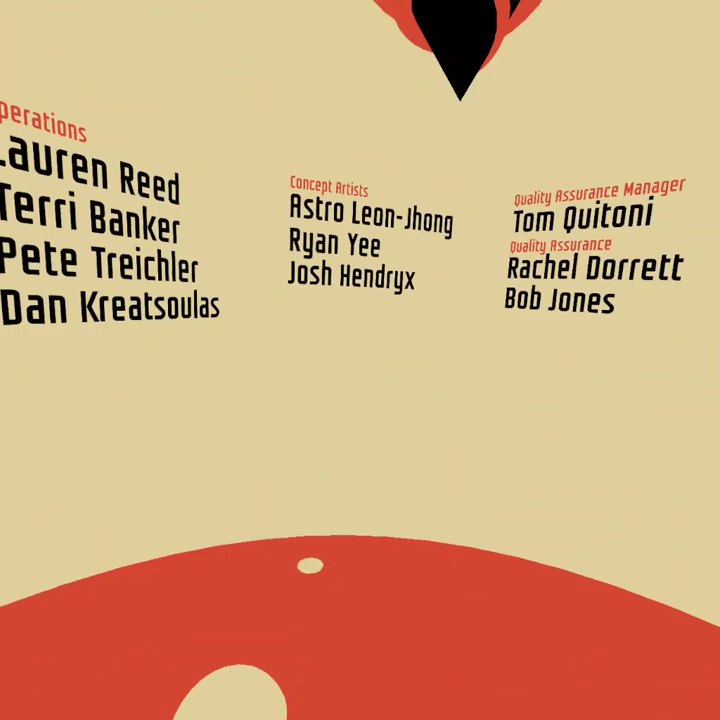 perations
Lauren Reed
Terri Banker
Pete Treichler
Dan Kreatsoulas
Concept Artists
Astro Leon-Jhong
Ryan Yee
Josh Hendryx
Quality Assurance Manager
Tom Quitoni
Quality Assurance
Rachel Dorrett
Bob Jones